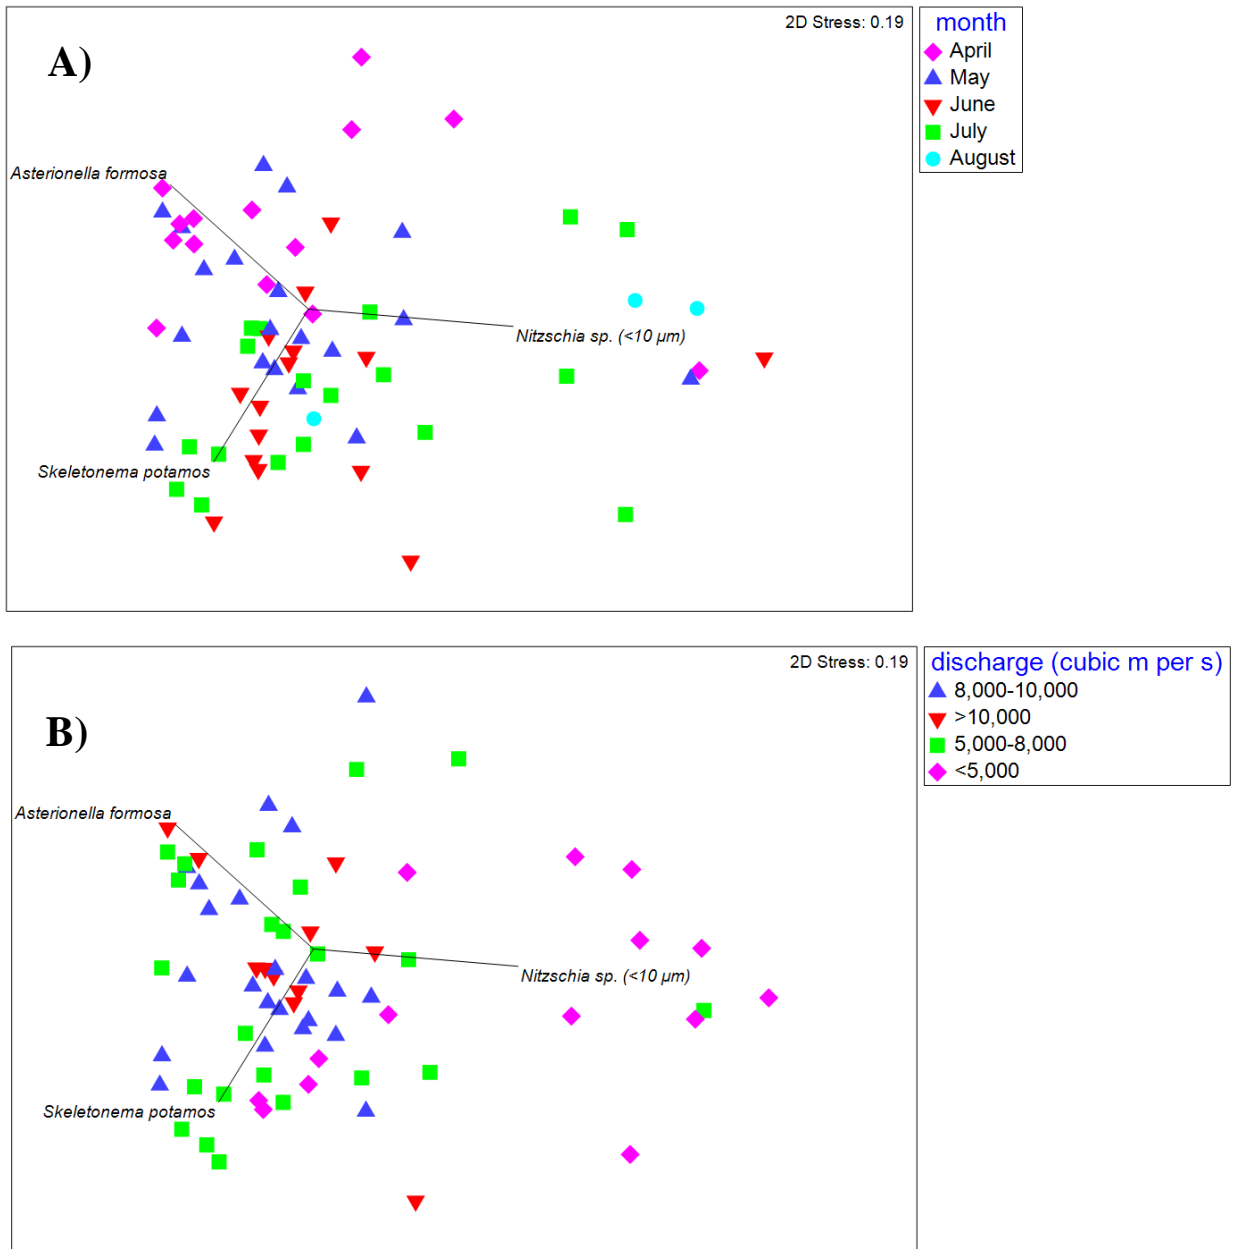 2D Stress: 0.19
A)
month
April
May
June
July
August
Asterionella formosa
Nitzschia sp. (<10 µm)
Skeletonema potamos
2D Stress: 0.19
B)
discharge (cubic m per s)
8,000-10,000
>10,000
5,000-8,000
<5,000
Asterionella formosa
Nitzschia sp. (<10 µm)
Skeletonema potamos